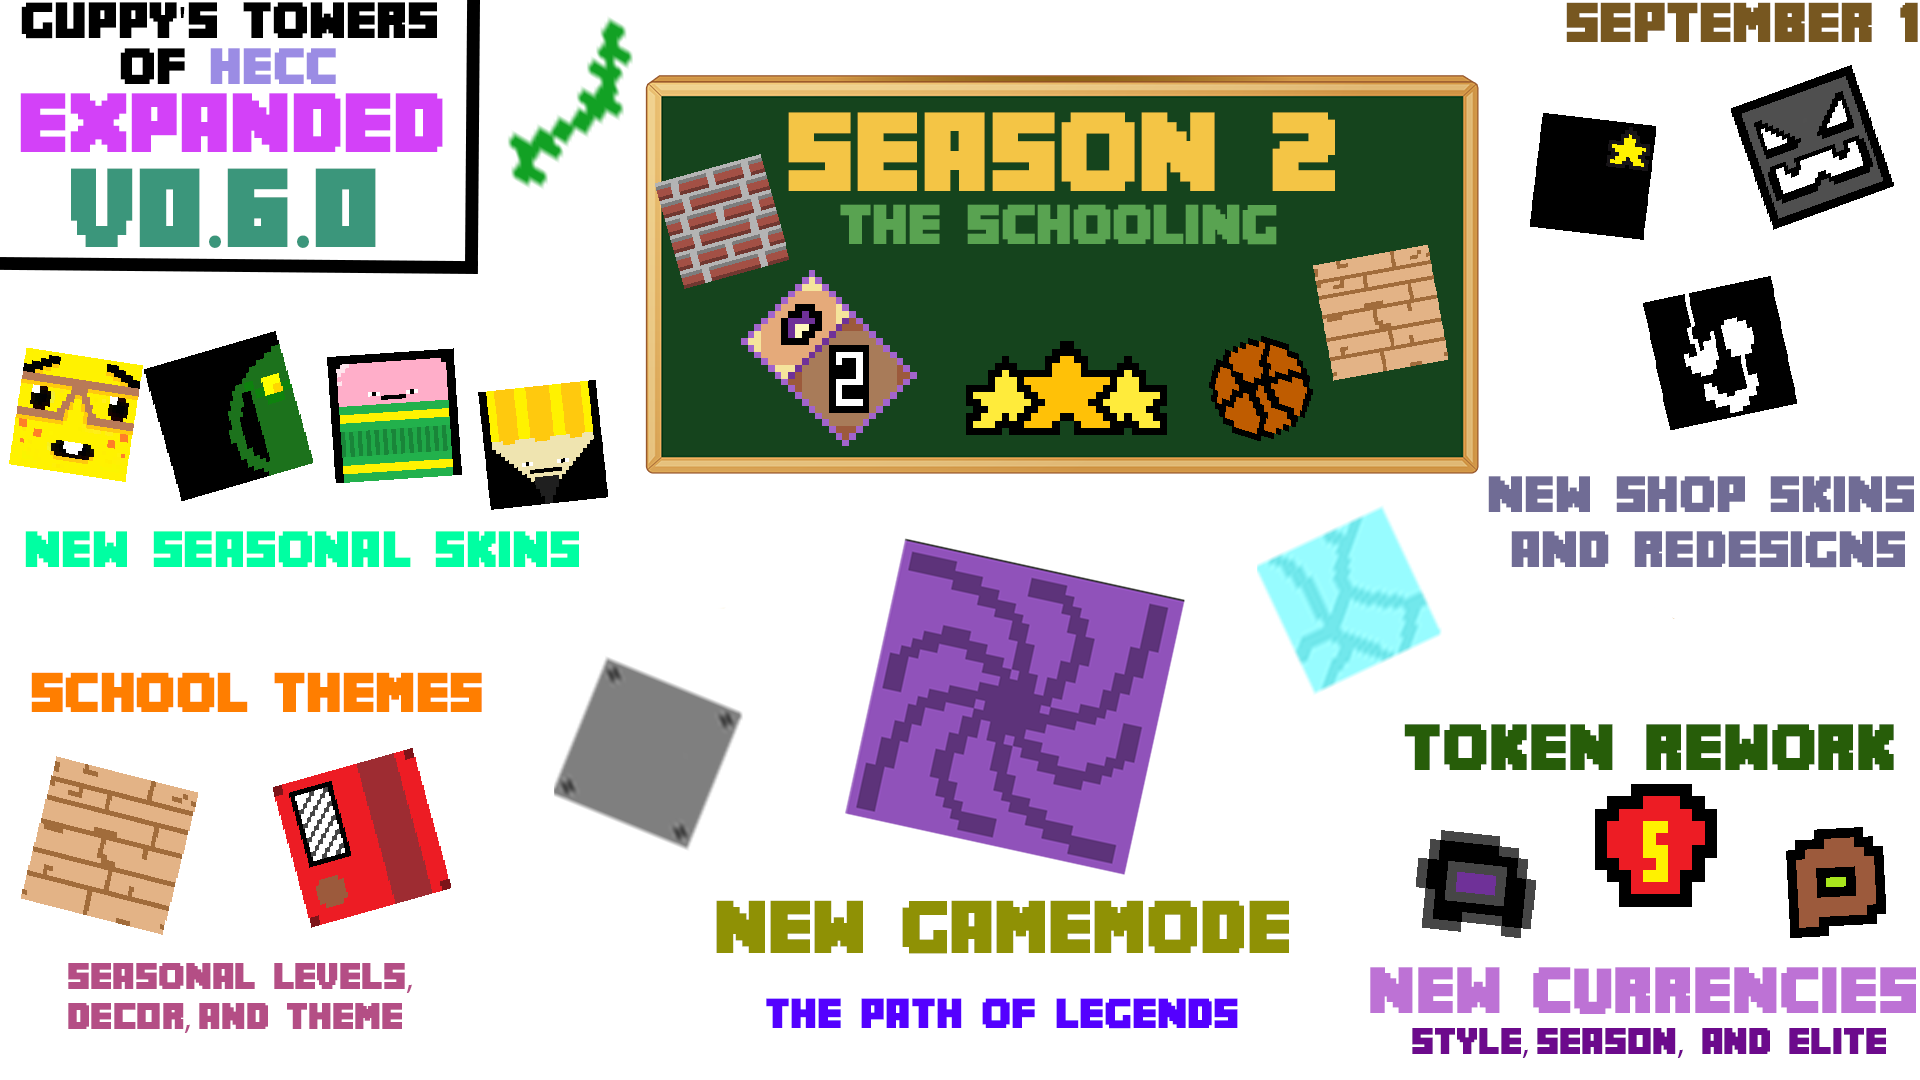 GUPPY'S TOWERS
OF HECC
EXPANDED
V0.6.0
SEASON 2
THE SCHOOLING
2
SEPTEMBER 1
NEW SEASONAL SKINS
NEW SHOP SKINS
AND REDESIGNS
SCHOOL THEMES
SEASONAL LEVELS,
DECOR, AND THEME
NEW GAMEMODE
THE PATH OF LEGENDS
TOKEN REWORK
S
NEW CURRENCIES
STYLE, SEASON, AND ELITE